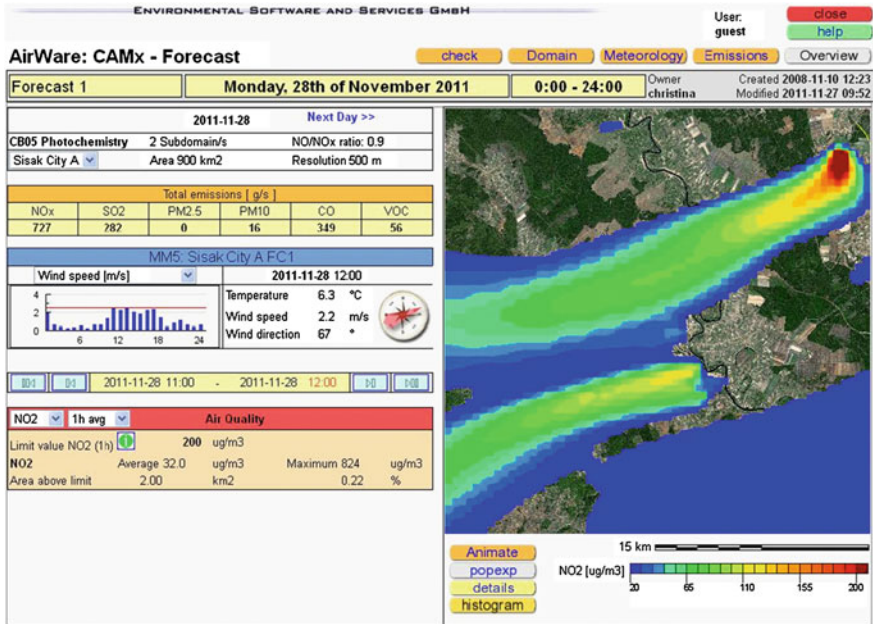 ENVIRONMENTAL SOFTWARE AND SERVICES GMBH
User:
guest
close
help
AirWare: CAMx - Forecast
check Domain Meteorology Emissions Overview
Forecast 1 Monday, 28th of November 2011 0:00 - 24:00
Owner
christina
Created 2008-11-10 12:23
Modified 2011-11-27 09:52
2011-11-28 Next Day >>
CB05 Photochemistry 2 Subdomain/s NO/NOx ratio: 0.9
Sisak City A Area 900 km2 Resolution 500 m
Total emissions [ g/s ]
NOx SO2 PM2.5 PM10 CO VOC
727 282 0 16 349 56
MM5: Sisak City A FC1
Wind speed [m/s] 2011-11-28 12:00
4
2
0
6 12 18 24
Temperature 6.3 °C
Wind speed 2.2 m/s
Wind direction 67 °
2011-11-28 11:00 - 2011-11-28 12:00
NO2 1h avg Air Quality
Limit value NO2 (1h) 200 ug/m3
NO2 Average 32.0 ug/m3 Maximum 824 ug/m3
Area above limit 2.00 km2 0.22 %
Animate
popexp
details
histogram
15 km
NO2 [ug/m3]
20 65 110 155 200